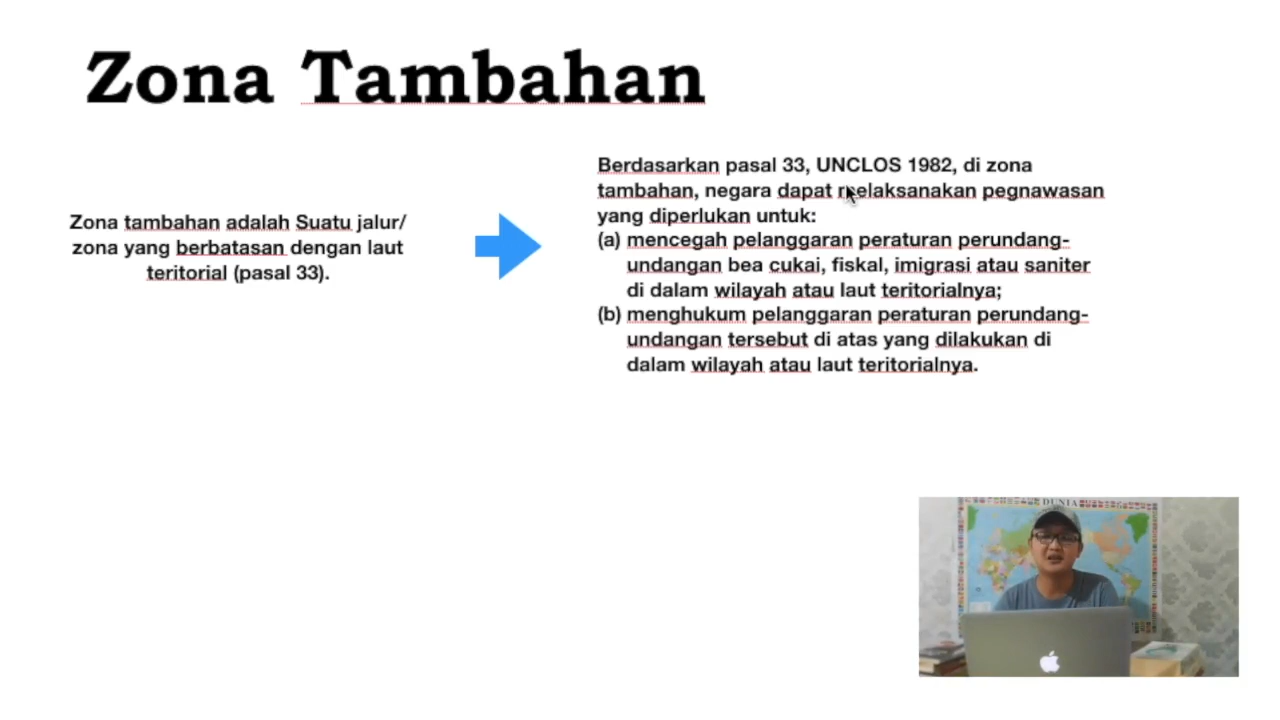 Zona Tambahan
Zona tambahan adalah Suatu jalur/
zona yang berbatasan dengan laut
teritorial (pasal 33).
Berdasarkan pasal 33, UNCLOS 1982, di zona
tambahan, negara dapat melaksanakan pegnawasan
yang diperlukan untuk:
(a) mencegah pelanggaran peraturan perundang-
undangan bea cukai, fiskal, imigrasi atau saniter
di dalam wilayah atau laut teritorialnya;
(b) menghukum pelanggaran peraturan perundang-
undangan tersebut di atas yang dilakukan di
dalam wilayah atau laut teritorialnya.
DUNIA